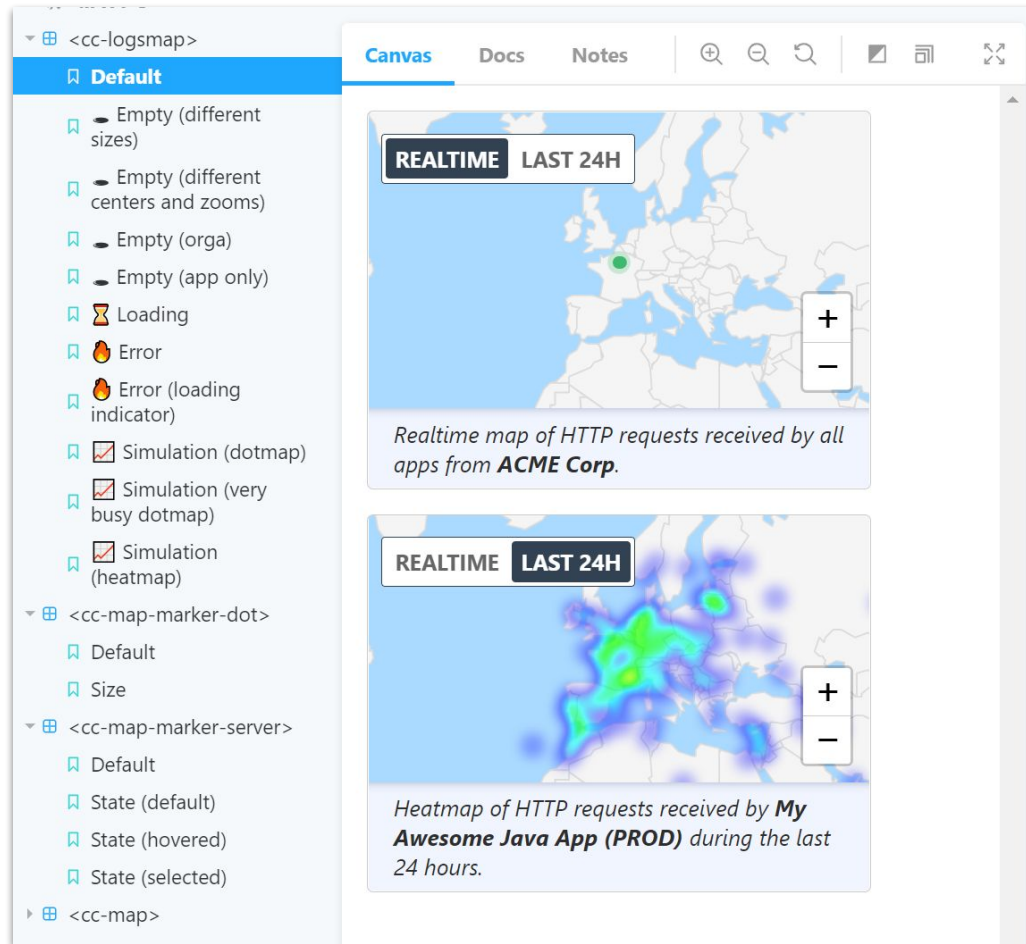 <cc-logsmap>
Default
Empty (different
sizes)
Empty (different
centers and zooms)
Empty (orga)
Empty (app only)
Loading
Error
Error (loading
indicator)
Simulation (dotmap)
Simulation (very
busy dotmap)
Simulation
(heatmap)
<cc-map-marker-dot>
Default
Size
<cc-map-marker-server>
Default
State (default)
State (hovered)
State (selected)
<cc-map>
Canvas Docs Notes
REALTIME LAST 24H
+
−
Realtime map of HTTP requests received by all
apps from ACME Corp.
REALTIME LAST 24H
+
−
Heatmap of HTTP requests received by My
Awesome Java App (PROD) during the last
24 hours.